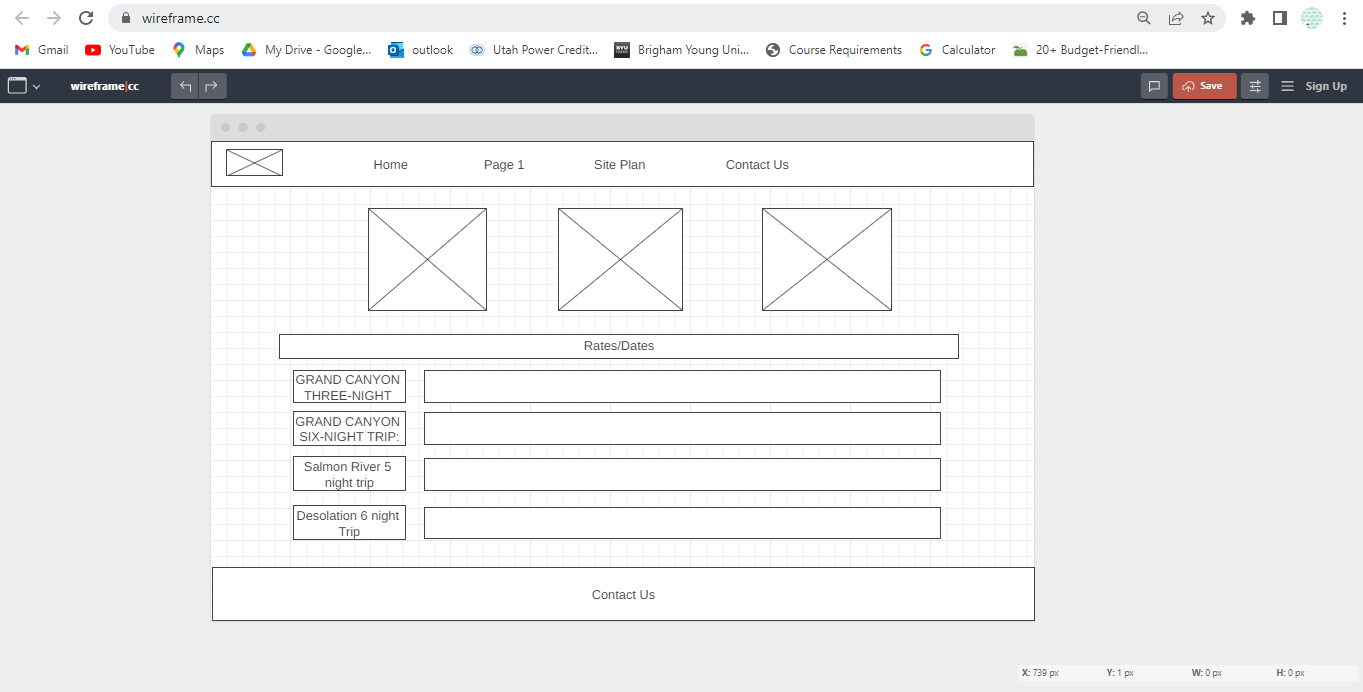 wireframe.cc
Gmail YouTube Maps My Drive - Google... outlook Utah Power Credit... BYU Brigham Young Uni... Course Requirements Calculator 20+ Budget-Friendl...
wireframe|cc Save Sign Up
Home Page 1 Site Plan Contact Us
Rates/Dates
GRAND CANYON
THREE-NIGHT
GRAND CANYON
SIX-NIGHT TRIP:
Salmon River 5
night trip
Desolation 6 night
Trip
Contact Us
X: 739 px Y: 1 px W: 0 px H: 0 px